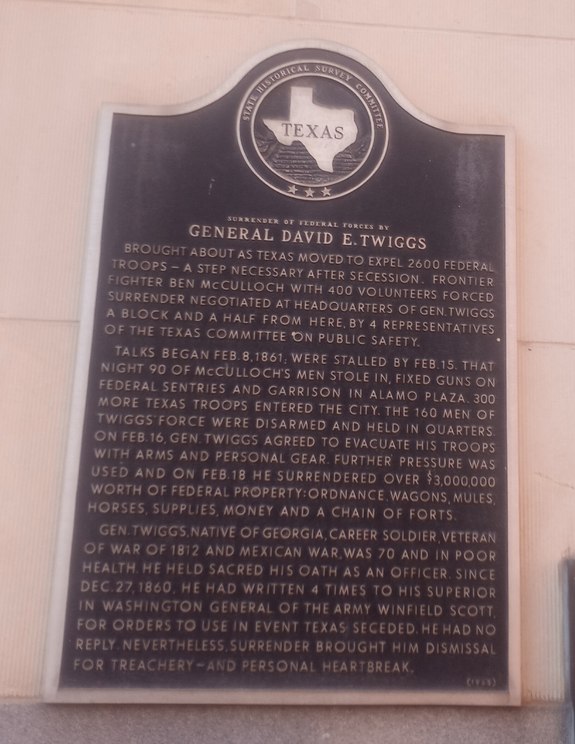 STATE HISTORICAL SURVEY COMMITTEE
TEXAS
SURRENDER OF FEDERAL FORCES BY
GENERAL DAVID E. TWIGGS
BROUGHT ABOUT AS TEXAS MOVED TO EXPEL 2600 FEDERAL
TROOPS – A STEP NECESSARY AFTER SECESSION. FRONTIER
FIGHTER BEN McCULLOCH WITH 400 VOLUNTEERS FORCED
SURRENDER NEGOTIATED AT HEADQUARTERS OF GEN. TWIGGS
A BLOCK AND A HALF FROM HERE, BY 4 REPRESENTATIVES
OF THE TEXAS COMMITTEE ON PUBLIC SAFETY.
TALKS BEGAN FEB. 8, 1861, WERE STALLED BY FEB. 15. THAT
NIGHT 90 OF McCULLOCH'S MEN STOLE IN, FIXED GUNS ON
FEDERAL SENTRIES AND GARRISON IN ALAMO PLAZA. 300
MORE TEXAS TROOPS ENTERED THE CITY. THE 160 MEN OF
TWIGGS' FORCE WERE DISARMED AND HELD IN QUARTERS.
ON FEB. 16, GEN. TWIGGS AGREED TO EVACUATE HIS TROOPS
WITH ARMS AND PERSONAL GEAR. FURTHER PRESSURE WAS
USED AND ON FEB. 18 HE SURRENDERED OVER $3,000,000
WORTH OF FEDERAL PROPERTY: ORDNANCE, WAGONS, MULES,
HORSES, SUPPLIES, MONEY AND A CHAIN OF FORTS.
GEN. TWIGGS, NATIVE OF GEORGIA, CAREER SOLDIER, VETERAN
OF WAR OF 1812 AND MEXICAN WAR, WAS 70 AND IN POOR
HEALTH. HE HELD SACRED HIS OATH AS AN OFFICER. SINCE
DEC. 27, 1860, HE HAD WRITTEN 4 TIMES TO HIS SUPERIOR
IN WASHINGTON GENERAL OF THE ARMY WINFIELD SCOTT,
FOR ORDERS TO USE IN EVENT TEXAS SECEDED. HE HAD NO
REPLY. NEVERTHELESS, SURRENDER BROUGHT HIM DISMISSAL
FOR TREACHERY – AND PERSONAL HEARTBREAK.